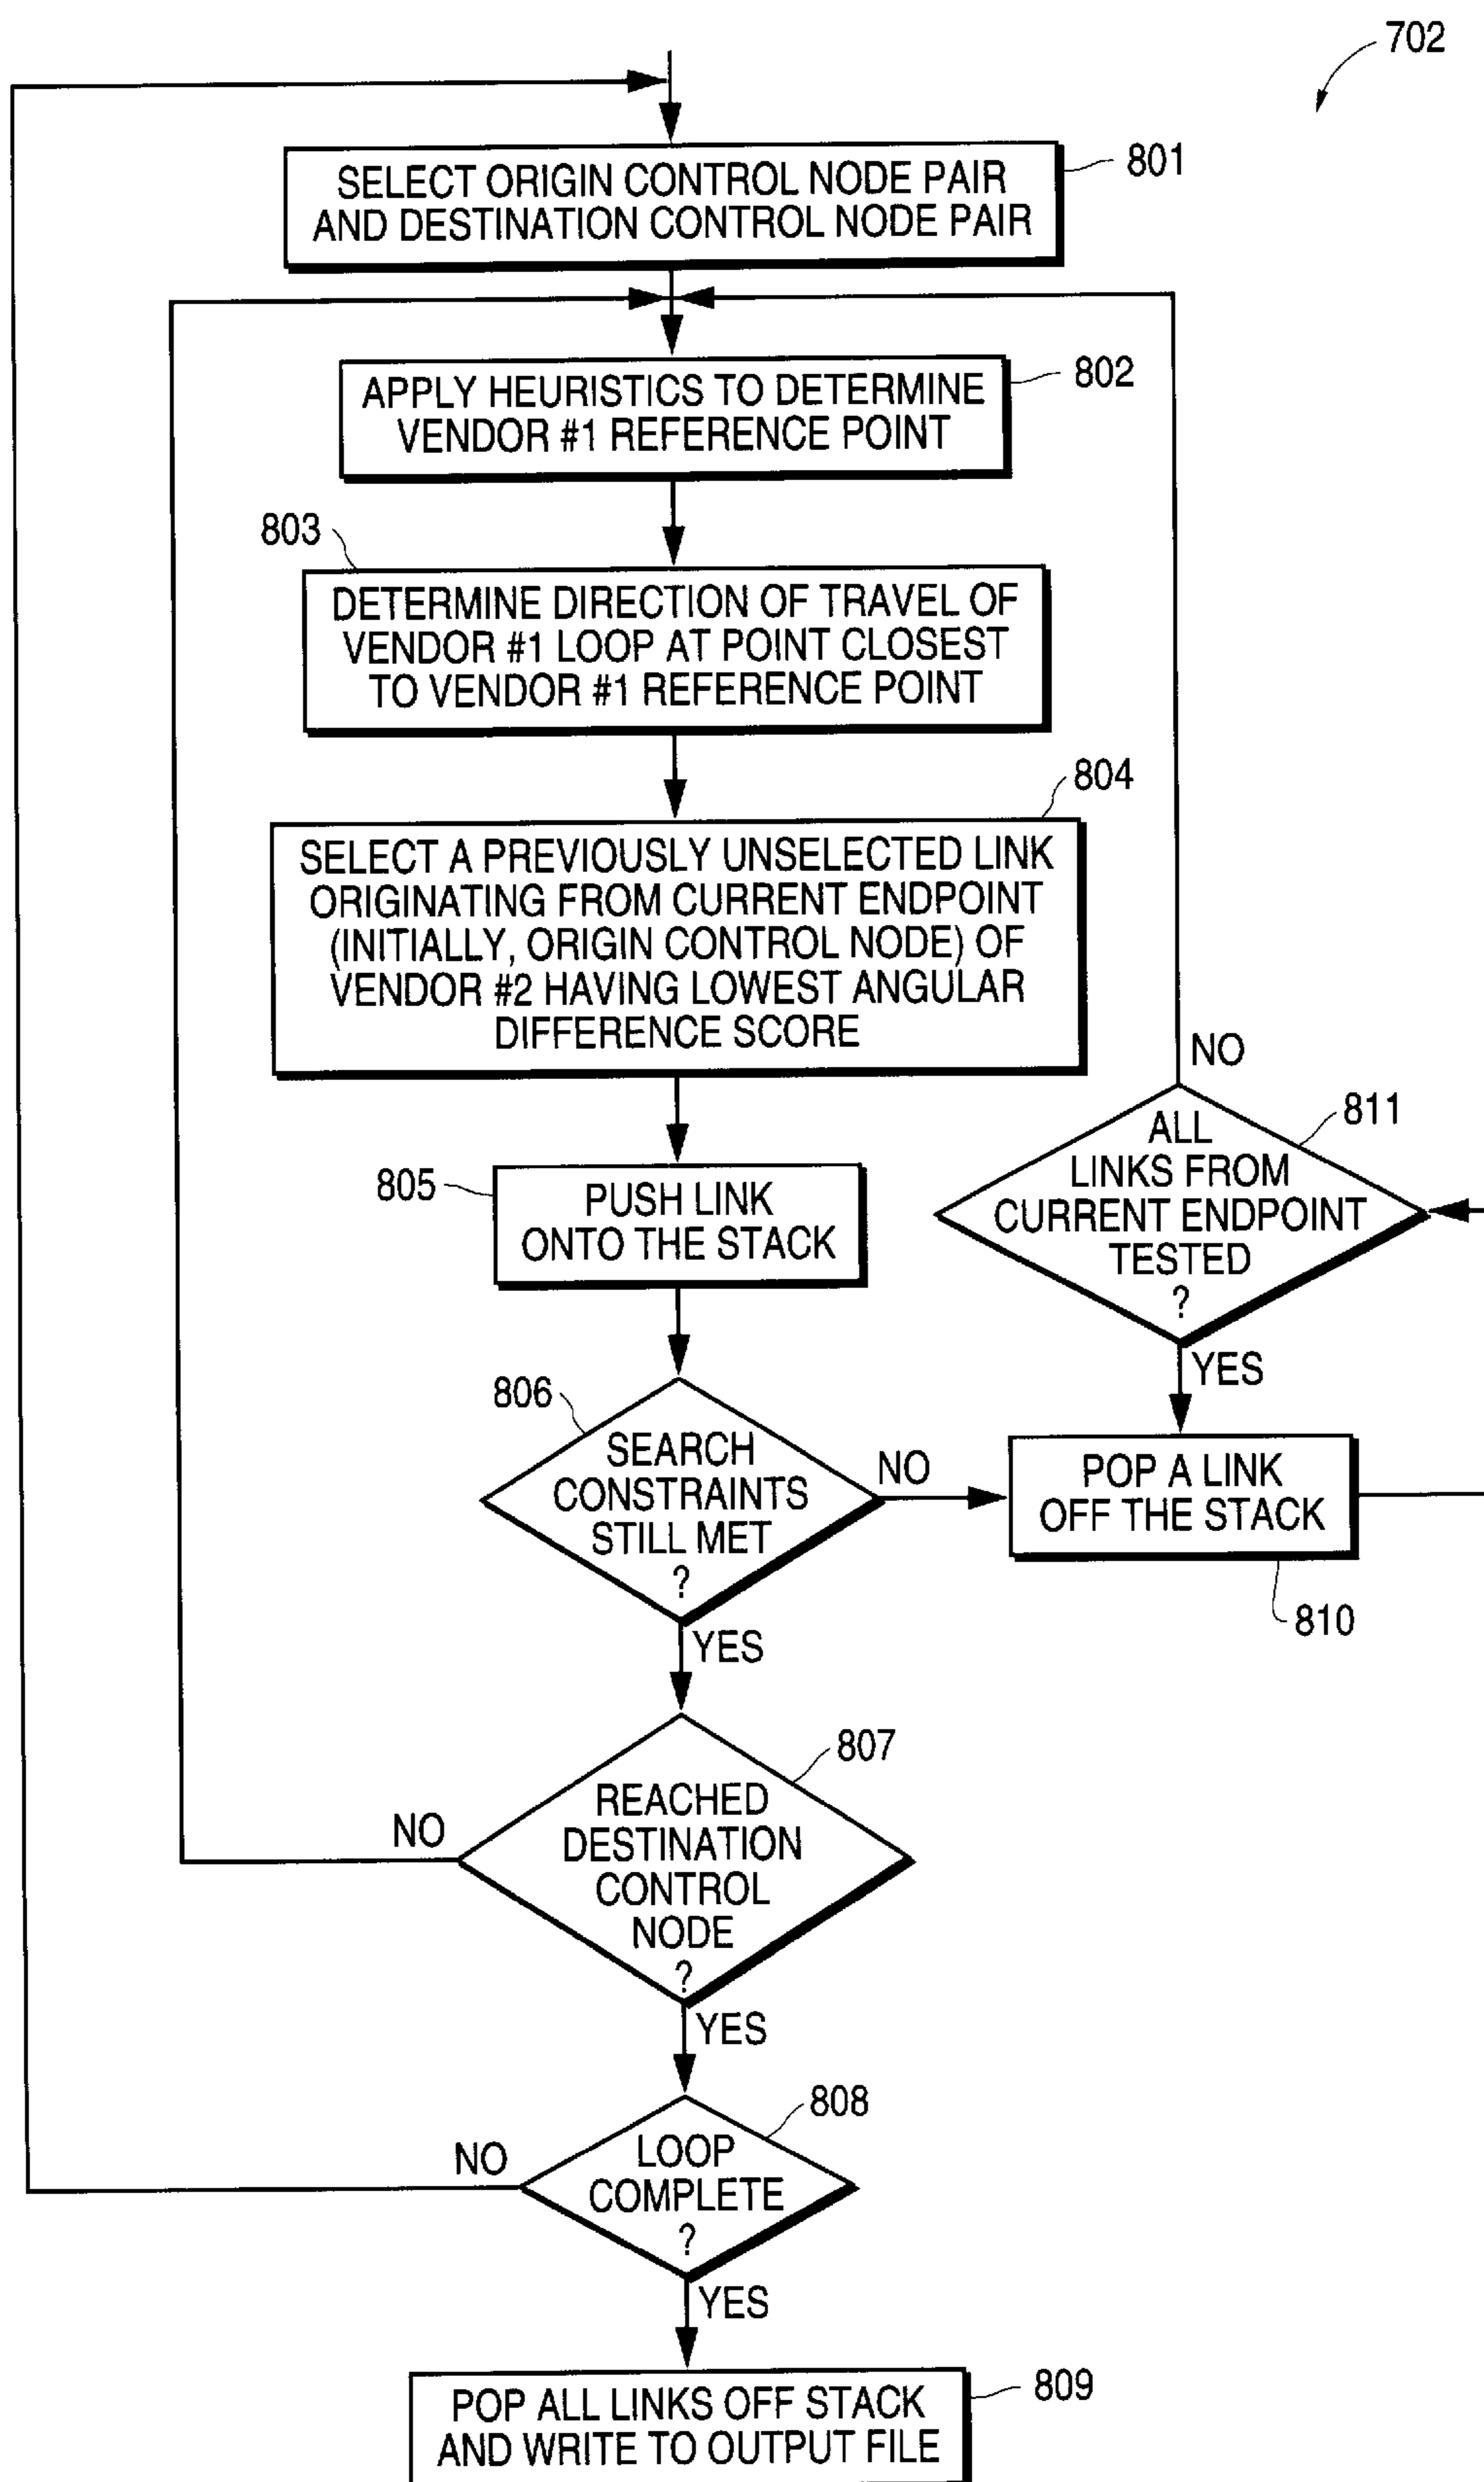 702
801
SELECT ORIGIN CONTROL NODE PAIR
AND DESTINATION CONTROL NODE PAIR
802
APPLY HEURISTICS TO DETERMINE
VENDOR #1 REFERENCE POINT
803
DETERMINE DIRECTION OF TRAVEL OF
VENDOR #1 LOOP AT POINT CLOSEST
TO VENDOR #1 REFERENCE POINT
804
SELECT A PREVIOUSLY UNSELECTED LINK
ORIGINATING FROM CURRENT ENDPOINT
(INITIALLY, ORIGIN CONTROL NODE) OF
VENDOR #2 HAVING LOWEST ANGULAR
DIFFERENCE SCORE
805
PUSH LINK
ONTO THE STACK
806
SEARCH
CONSTRAINTS
STILL MET
?
NO
YES
807
REACHED
DESTINATION
CONTROL
NODE
?
NO
YES
808
LOOP
COMPLETE
?
NO
YES
809
POP ALL LINKS OFF STACK
AND WRITE TO OUTPUT FILE
NO
811
ALL
LINKS FROM
CURRENT ENDPOINT
TESTED
?
YES
POP A LINK
OFF THE STACK
810